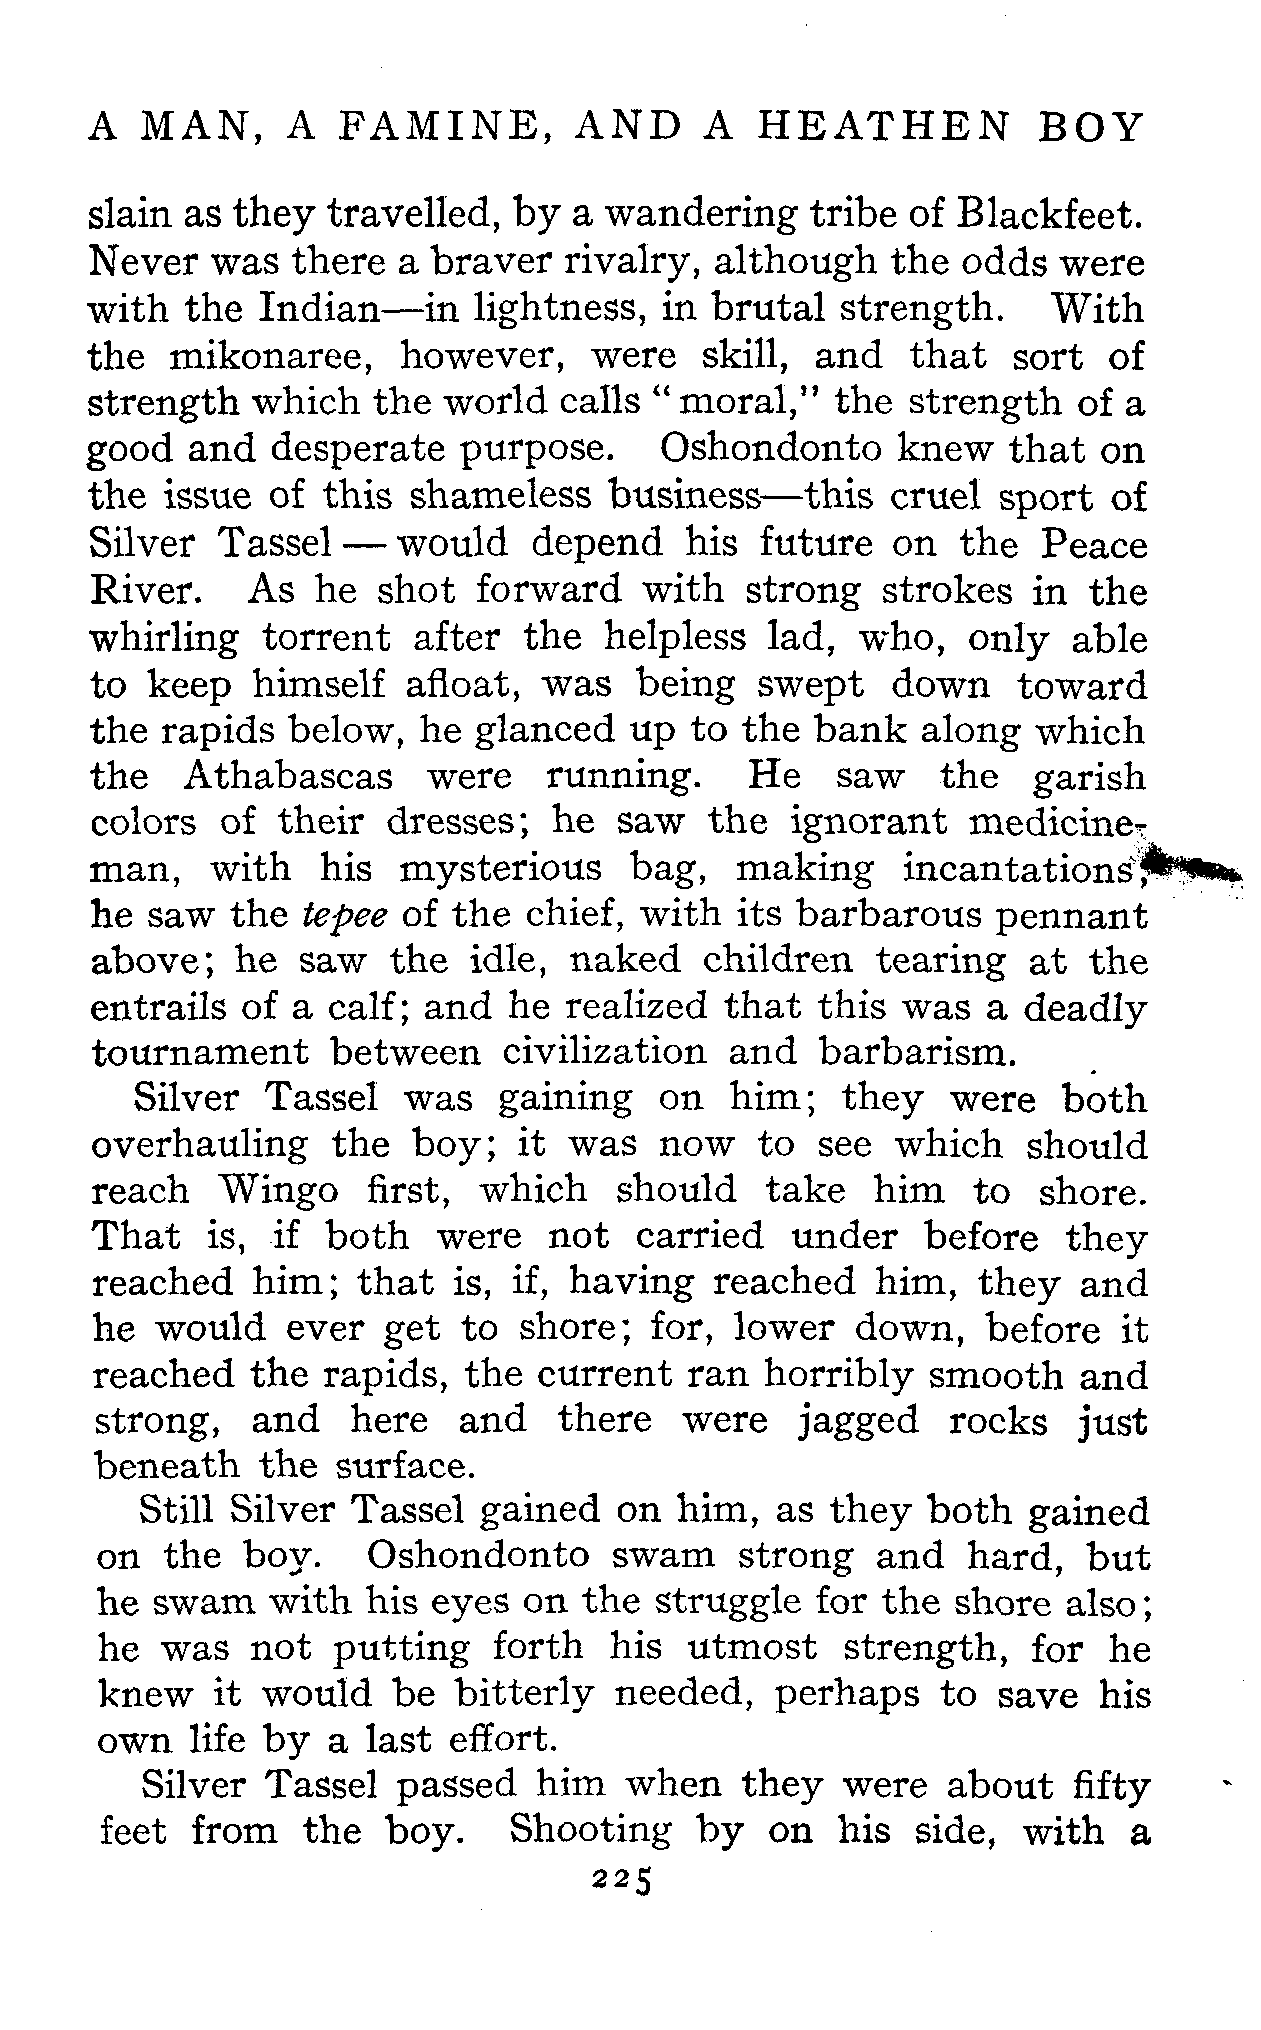 A MAN, A FAMINE, AND A HEATHEN BOY
slain as they travelled, by a wandering tribe of Blackfeet.
Never was there a braver rivalry, although the odds were
with the Indian—in lightness, in brutal strength. With
the mikonaree, however, were skill, and that sort of
strength which the world calls "moral," the strength of a
good and desperate purpose. Oshondonto knew that on
the issue of this shameless business—this cruel sport of
Silver Tassel — would depend his future on the Peace
River. As he shot forward with strong strokes in the
whirling torrent after the helpless lad, who, only able
to keep himself afloat, was being swept down toward
the rapids below, he glanced up to the bank along which
the Athabascas were running. He saw the garish
colors of their dresses; he saw the ignorant medicine-
man, with his mysterious bag, making incantations;
he saw the tepee of the chief, with its barbarous pennant
above; he saw the idle, naked children tearing at the
entrails of a calf; and he realized that this was a deadly
tournament between civilization and barbarism.
Silver Tassel was gaining on him; they were both
overhauling the boy; it was now to see which should
reach Wingo first, which should take him to shore.
That is, if both were not carried under before they
reached him; that is, if, having reached him, they and
he would ever get to shore; for, lower down, before it
reached the rapids, the current ran horribly smooth and
strong, and here and there were jagged rocks just
beneath the surface.
Still Silver Tassel gained on him, as they both gained
on the boy. Oshondonto swam strong and hard, but
he swam with his eyes on the struggle for the shore also;
he was not putting forth his utmost strength, for he
knew it would be bitterly needed, perhaps to save his
own life by a last effort.
Silver Tassel passed him when they were about fifty
feet from the boy. Shooting by on his side, with a
225